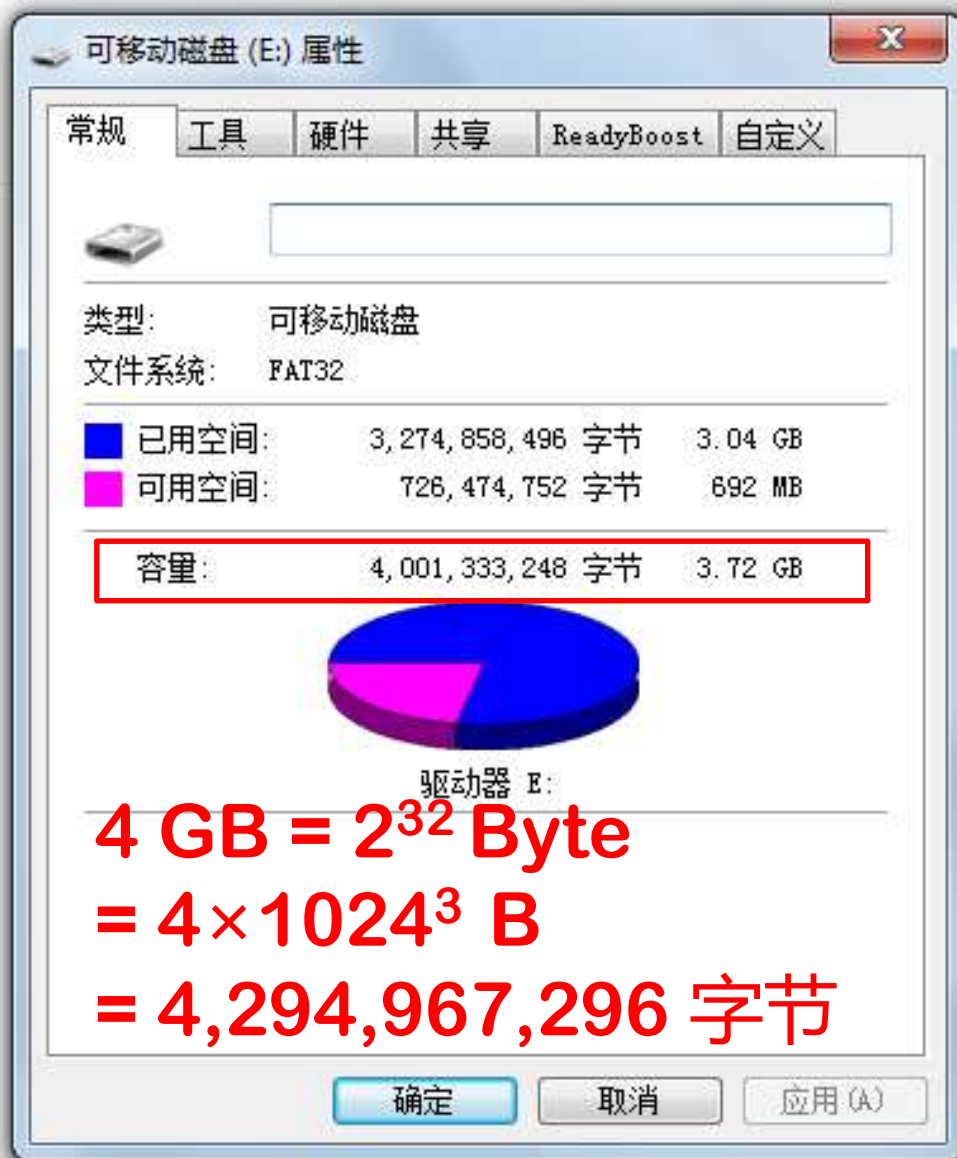 可移动磁盘 (E:) 属性
常规 工具 硬件 共享 ReadyBoost 自定义
类型: 可移动磁盘
文件系统: FAT32
已用空间: 3,274,858,496 字节 3.04 GB
可用空间: 726,474,752 字节 692 MB
容量: 4,001,333,248 字节 3.72 GB
驱动器 E:
4 GB = 2³² Byte
= 4×1024³ B
= 4,294,967,296 字节
确定 取消 应用(A)